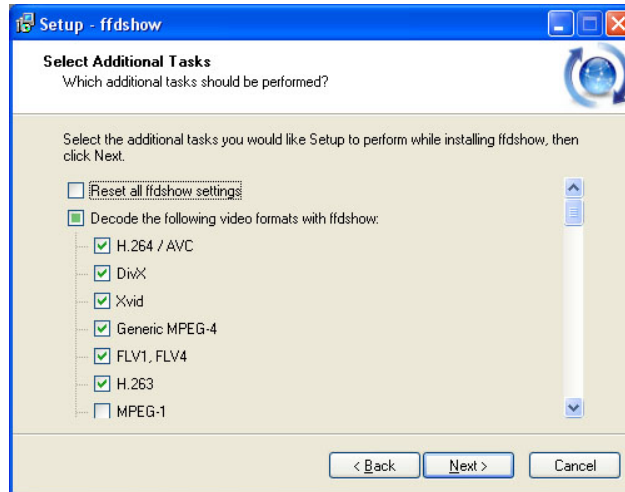 Setup - ffdshow
Select Additional Tasks
Which additional tasks should be performed?
Select the additional tasks you would like Setup to perform while installing ffdshow, then
click Next.
Reset all ffdshow settings
Decode the following video formats with ffdshow:
H.264 / AVC
DivX
Xvid
Generic MPEG-4
FLV1, FLV4
H.263
MPEG-1
< Back
Next >
Cancel